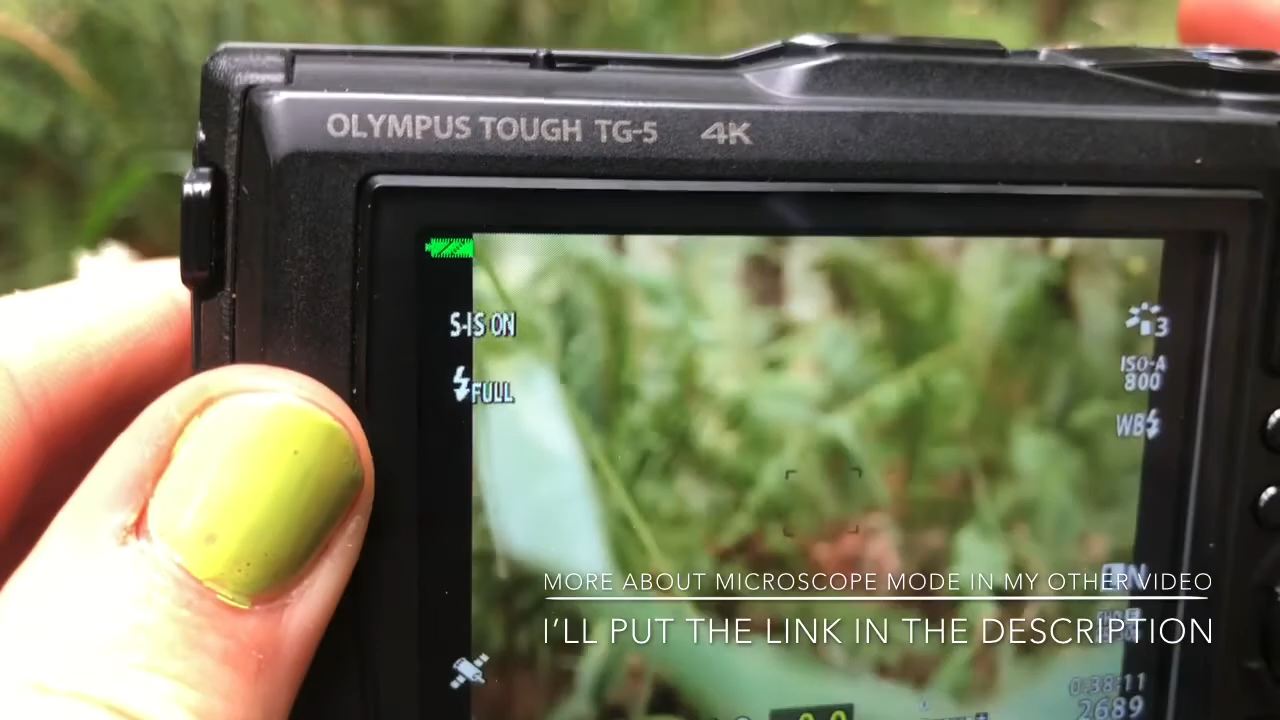 OLYMPUS TOUGH TG-5 4K
S-IS ON
3
ISO-A
800
FULL
WB
MORE ABOUT MICROSCOPE MODE IN MY OTHER VIDEO
I'LL PUT THE LINK IN THE DESCRIPTION
0:38:11
2689